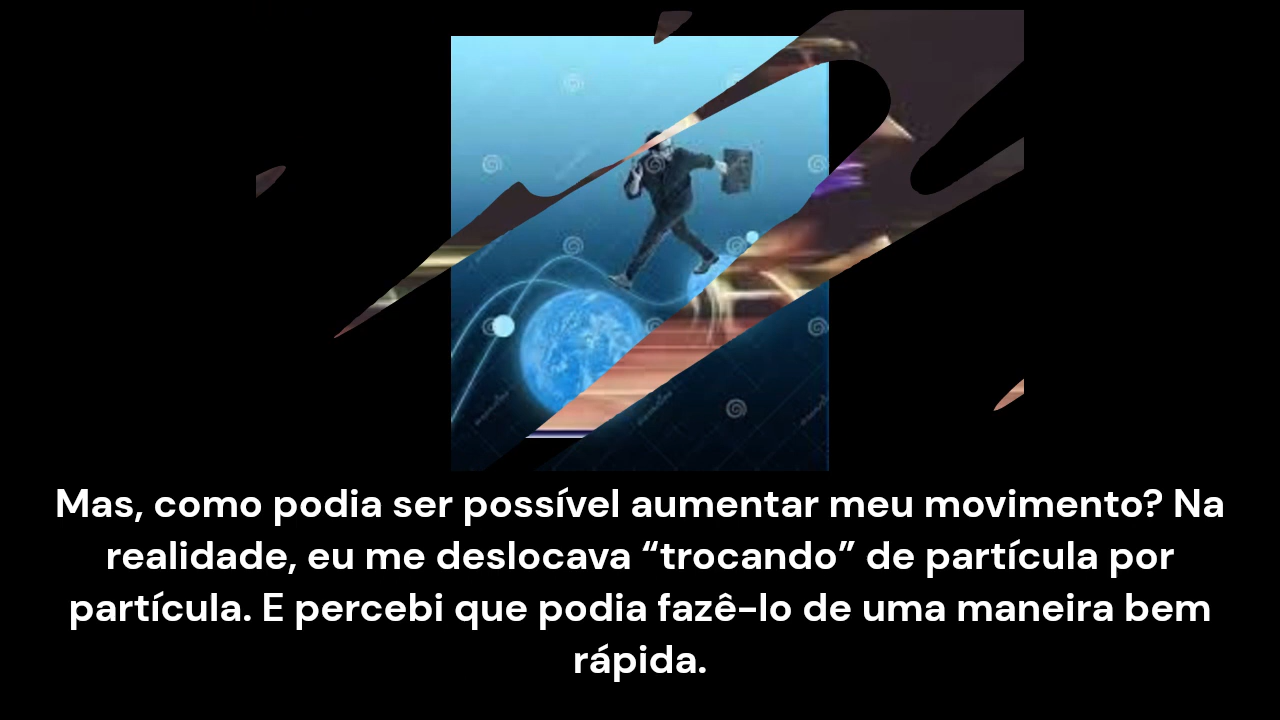 Mas, como podia ser possível aumentar meu movimento? Na
realidade, eu me deslocava “trocando” de partícula por
partícula. E percebi que podia fazê-lo de uma maneira bem
rápida.